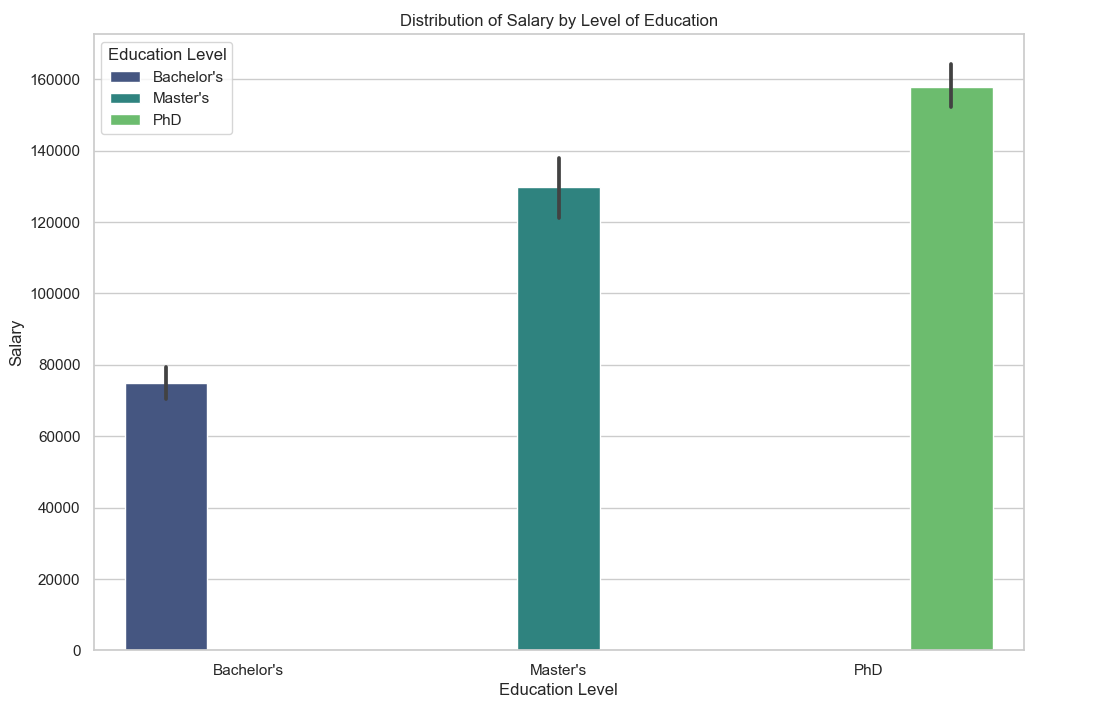 Distribution of Salary by Level of Education
Education Level
Bachelor's
Master's
PhD
160000
140000
120000
100000
80000
60000
40000
20000
0
Salary
Bachelor's Master's PhD
Education Level